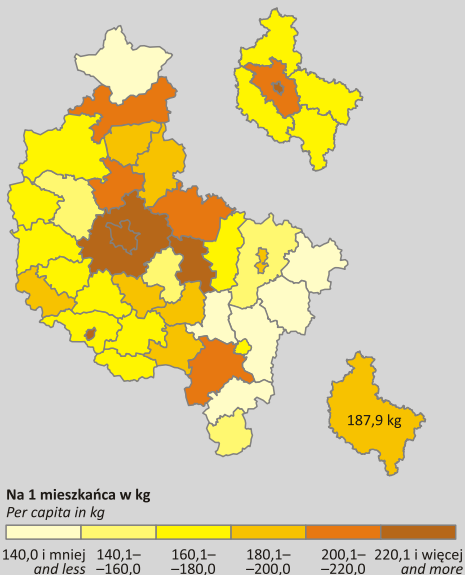 187,9 kg
Na 1 mieszkańca w kg
Per capita in kg
140,0 i mniej 140,1– 160,1– 180,1– 200,1– 220,1 i więcej
and less –160,0 –180,0 –200,0 –220,0 and more